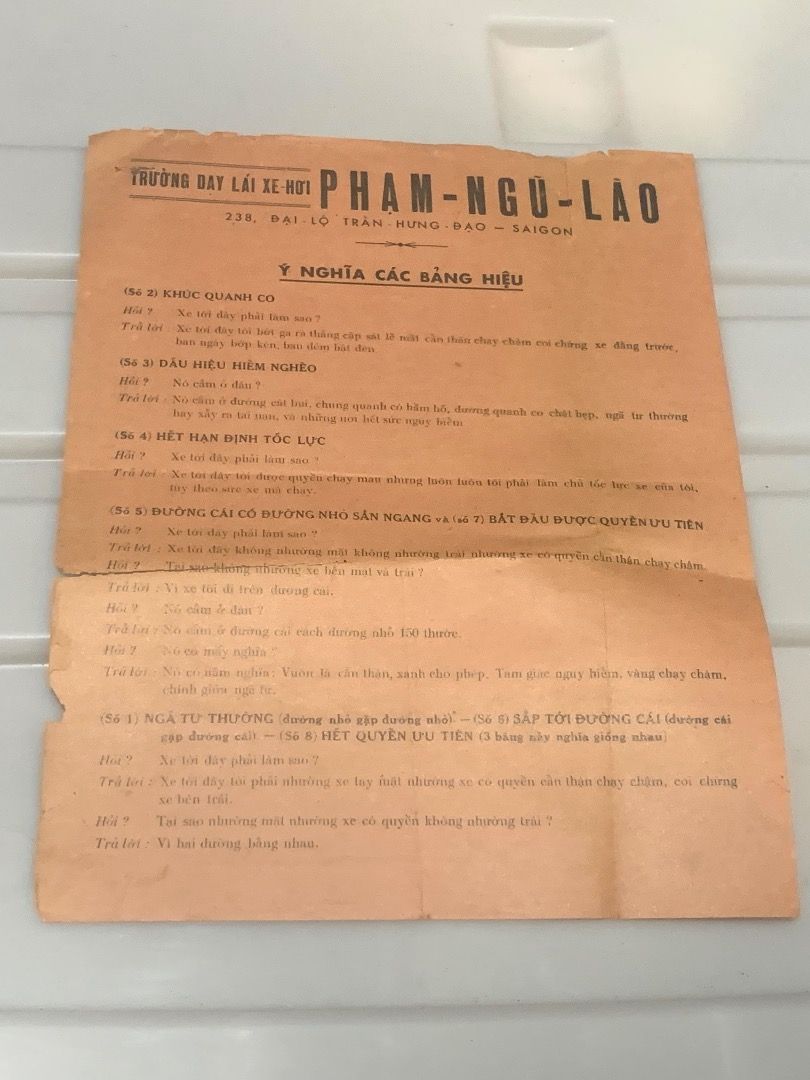 TRƯỜNG DẠY LÁI XE-HƠI PHẠM-NGŨ-LÃO
238, ĐẠI-LỘ TRẦN-HƯNG-ĐẠO — SAIGON
Ý NGHĨA CÁC BẢNG HIỆU
(Số 2) KHÚC QUANH CO
Hỏi ? Xe tới đây phải làm sao ?
Trả lời : Xe tới đây tôi bớt ga ra thắng cặp sát lề mặt cẩn thận chạy chậm coi chừng xe đằng trước,
ban ngày bóp kèn, ban đêm bật đèn
(Số 3) DẤU HIỆU HIỂM NGHÈO
Hỏi ? Nó cắm ở đâu ?
Trả lời : Nó cắm ở đường cát bụi, chung quanh có hầm hố, đường quanh co chật hẹp, ngã tư thường
hay xẩy ra tai nạn, và những nơi hết sức nguy hiểm
(Số 4) HẾT HẠN ĐỊNH TỐC LỰC
Hỏi ? Xe tới đây phải làm sao ?
Trả lời : Xe tới đây tôi được quyền chạy mau nhưng luôn luôn tôi phải làm chủ tốc lực xe của tôi,
tùy theo sức xe mà chạy.
(Số 5) ĐƯỜNG CÁI CÓ ĐƯỜNG NHỎ SẮN NGANG và (số 7) BẮT ĐẦU ĐƯỢC QUYỀN ƯU TIÊN
Hỏi ? Xe tới đây phải làm sao ?
Trả lời : Xe tới đây không nhường mặt không nhường trái nhường xe có quyền cẩn thận chạy chậm.
Hỏi ? Tại sao không nhường xe bên mặt và trái ?
Trả lời : Vì xe tôi đi trên đường cái.
Hỏi ? Nó cắm ở đâu ?
Trả lời : Nó cắm ở đường cái cách đường nhỏ 150 thước.
Hỏi ? Nó có mấy nghĩa ?
Trả lời : Nó có năm nghĩa: Vuông là cẩn thận, xanh cho phép, Tam giác nguy hiểm, vàng chạy chậm,
chính giữa ngã tư.
(Số 1) NGÃ TƯ THƯỜNG (đường nhỏ gặp đường nhỏ) — (Số 6) SẮP TỚI ĐƯỜNG CÁI (đường cái
gặp đường cái). — (Số 8) HẾT QUYỀN ƯU TIÊN (3 bảng này nghĩa giống nhau)
Hỏi ? Xe tới đây phải làm sao ?
Trả lời : Xe tới đây tôi phải nhường xe tay mặt nhường xe có quyền cẩn thận chạy chậm, coi chừng
xe bên trái.
Hỏi ? Tại sao nhường mặt nhường xe có quyền không nhường trái ?
Trả lời : Vì hai đường bằng nhau.